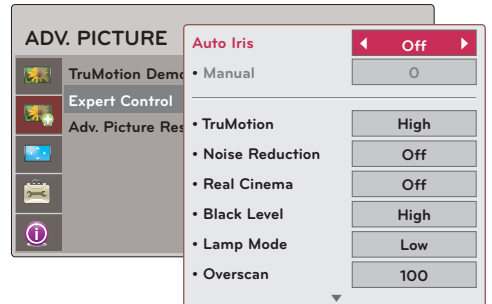 ADV. PICTURE
TruMotion Demo
Expert Control
Adv. Picture Res
Auto Iris Off
• Manual 0
• TruMotion High
• Noise Reduction Off
• Real Cinema Off
• Black Level High
• Lamp Mode Low
• Overscan 100